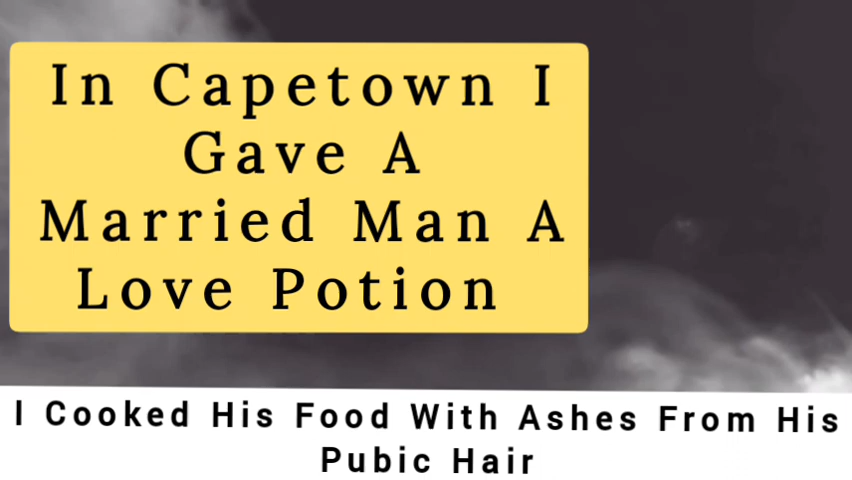 In Capetown I
Gave A
Married Man A
Love Potion
I Cooked His Food With Ashes From His
Pubic Hair